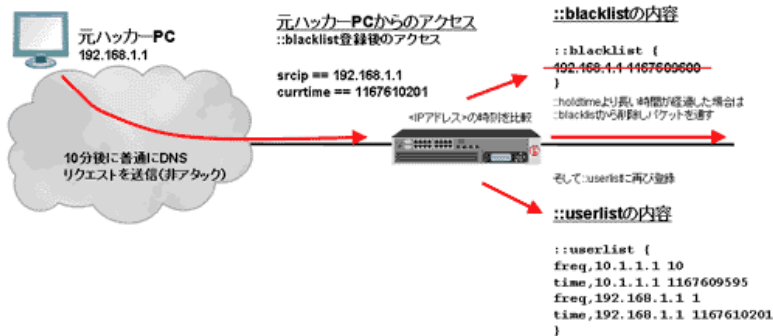 元ハッカーPC
192.168.1.1
10分後に普通にDNS
リクエストを送信(非アタック)
元ハッカーPCからのアクセス
::blacklist登録後のアクセス
srcip == 192.168.1.1
currtime == 1167610201
<IPアドレス>の時刻を比較
::blacklistの内容
::blacklist {
192.168.1.1 1167609600
}
::holdtimeより長い時間が経過した場合は
::blacklistから削除しパケットを通す
そして::userlistに再び登録
::userlistの内容
::userlist {
freq,10.1.1.1 10
time,10.1.1.1 1167609595
freq,192.168.1.1 1
time,192.168.1.1 1167610201
}